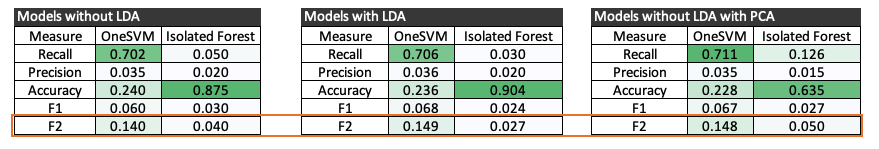 Models without LDA
Measure OneSVM Isolated Forest
Recall 0.702 0.050
Precision 0.035 0.020
Accuracy 0.240 0.875
F1 0.060 0.030
F2 0.140 0.040
Models with LDA
Measure OneSVM Isolated Forest
Recall 0.706 0.030
Precision 0.036 0.020
Accuracy 0.236 0.904
F1 0.068 0.024
F2 0.149 0.027
Models without LDA with PCA
Measure OneSVM Isolated Forest
Recall 0.711 0.126
Precision 0.035 0.015
Accuracy 0.228 0.635
F1 0.067 0.027
F2 0.148 0.050